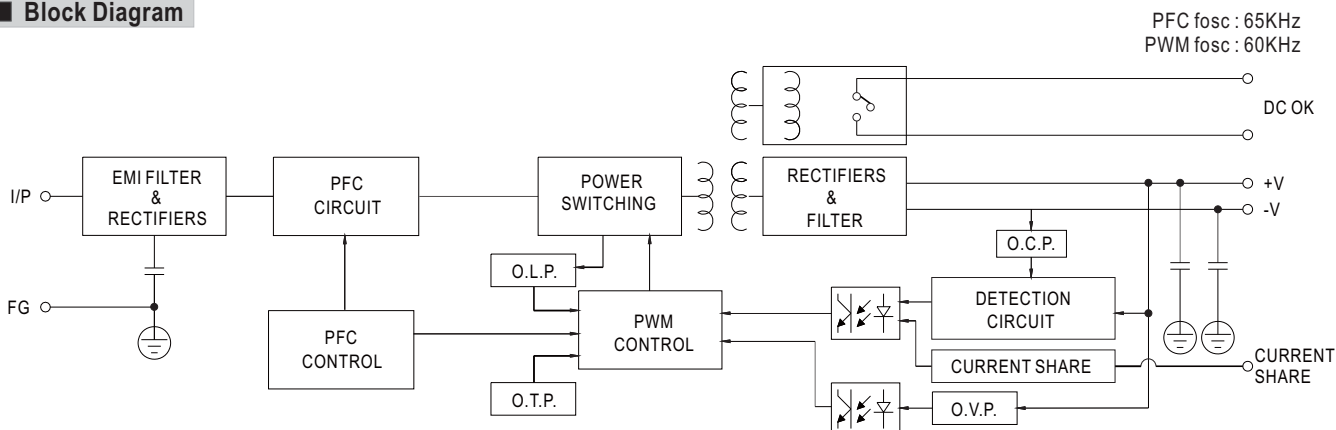 Block Diagram
PFC fosc : 65KHz
PWM fosc : 60KHz
DC OK
I/P
EMI FILTER
&
RECTIFIERS
PFC
CIRCUIT
POWER
SWITCHING
RECTIFIERS
&
FILTER
+V
-V
O.C.P.
O.L.P.
FG
PFC
CONTROL
PWM
CONTROL
DETECTION
CIRCUIT
CURRENT SHARE
CURRENT
SHARE
O.T.P.
O.V.P.